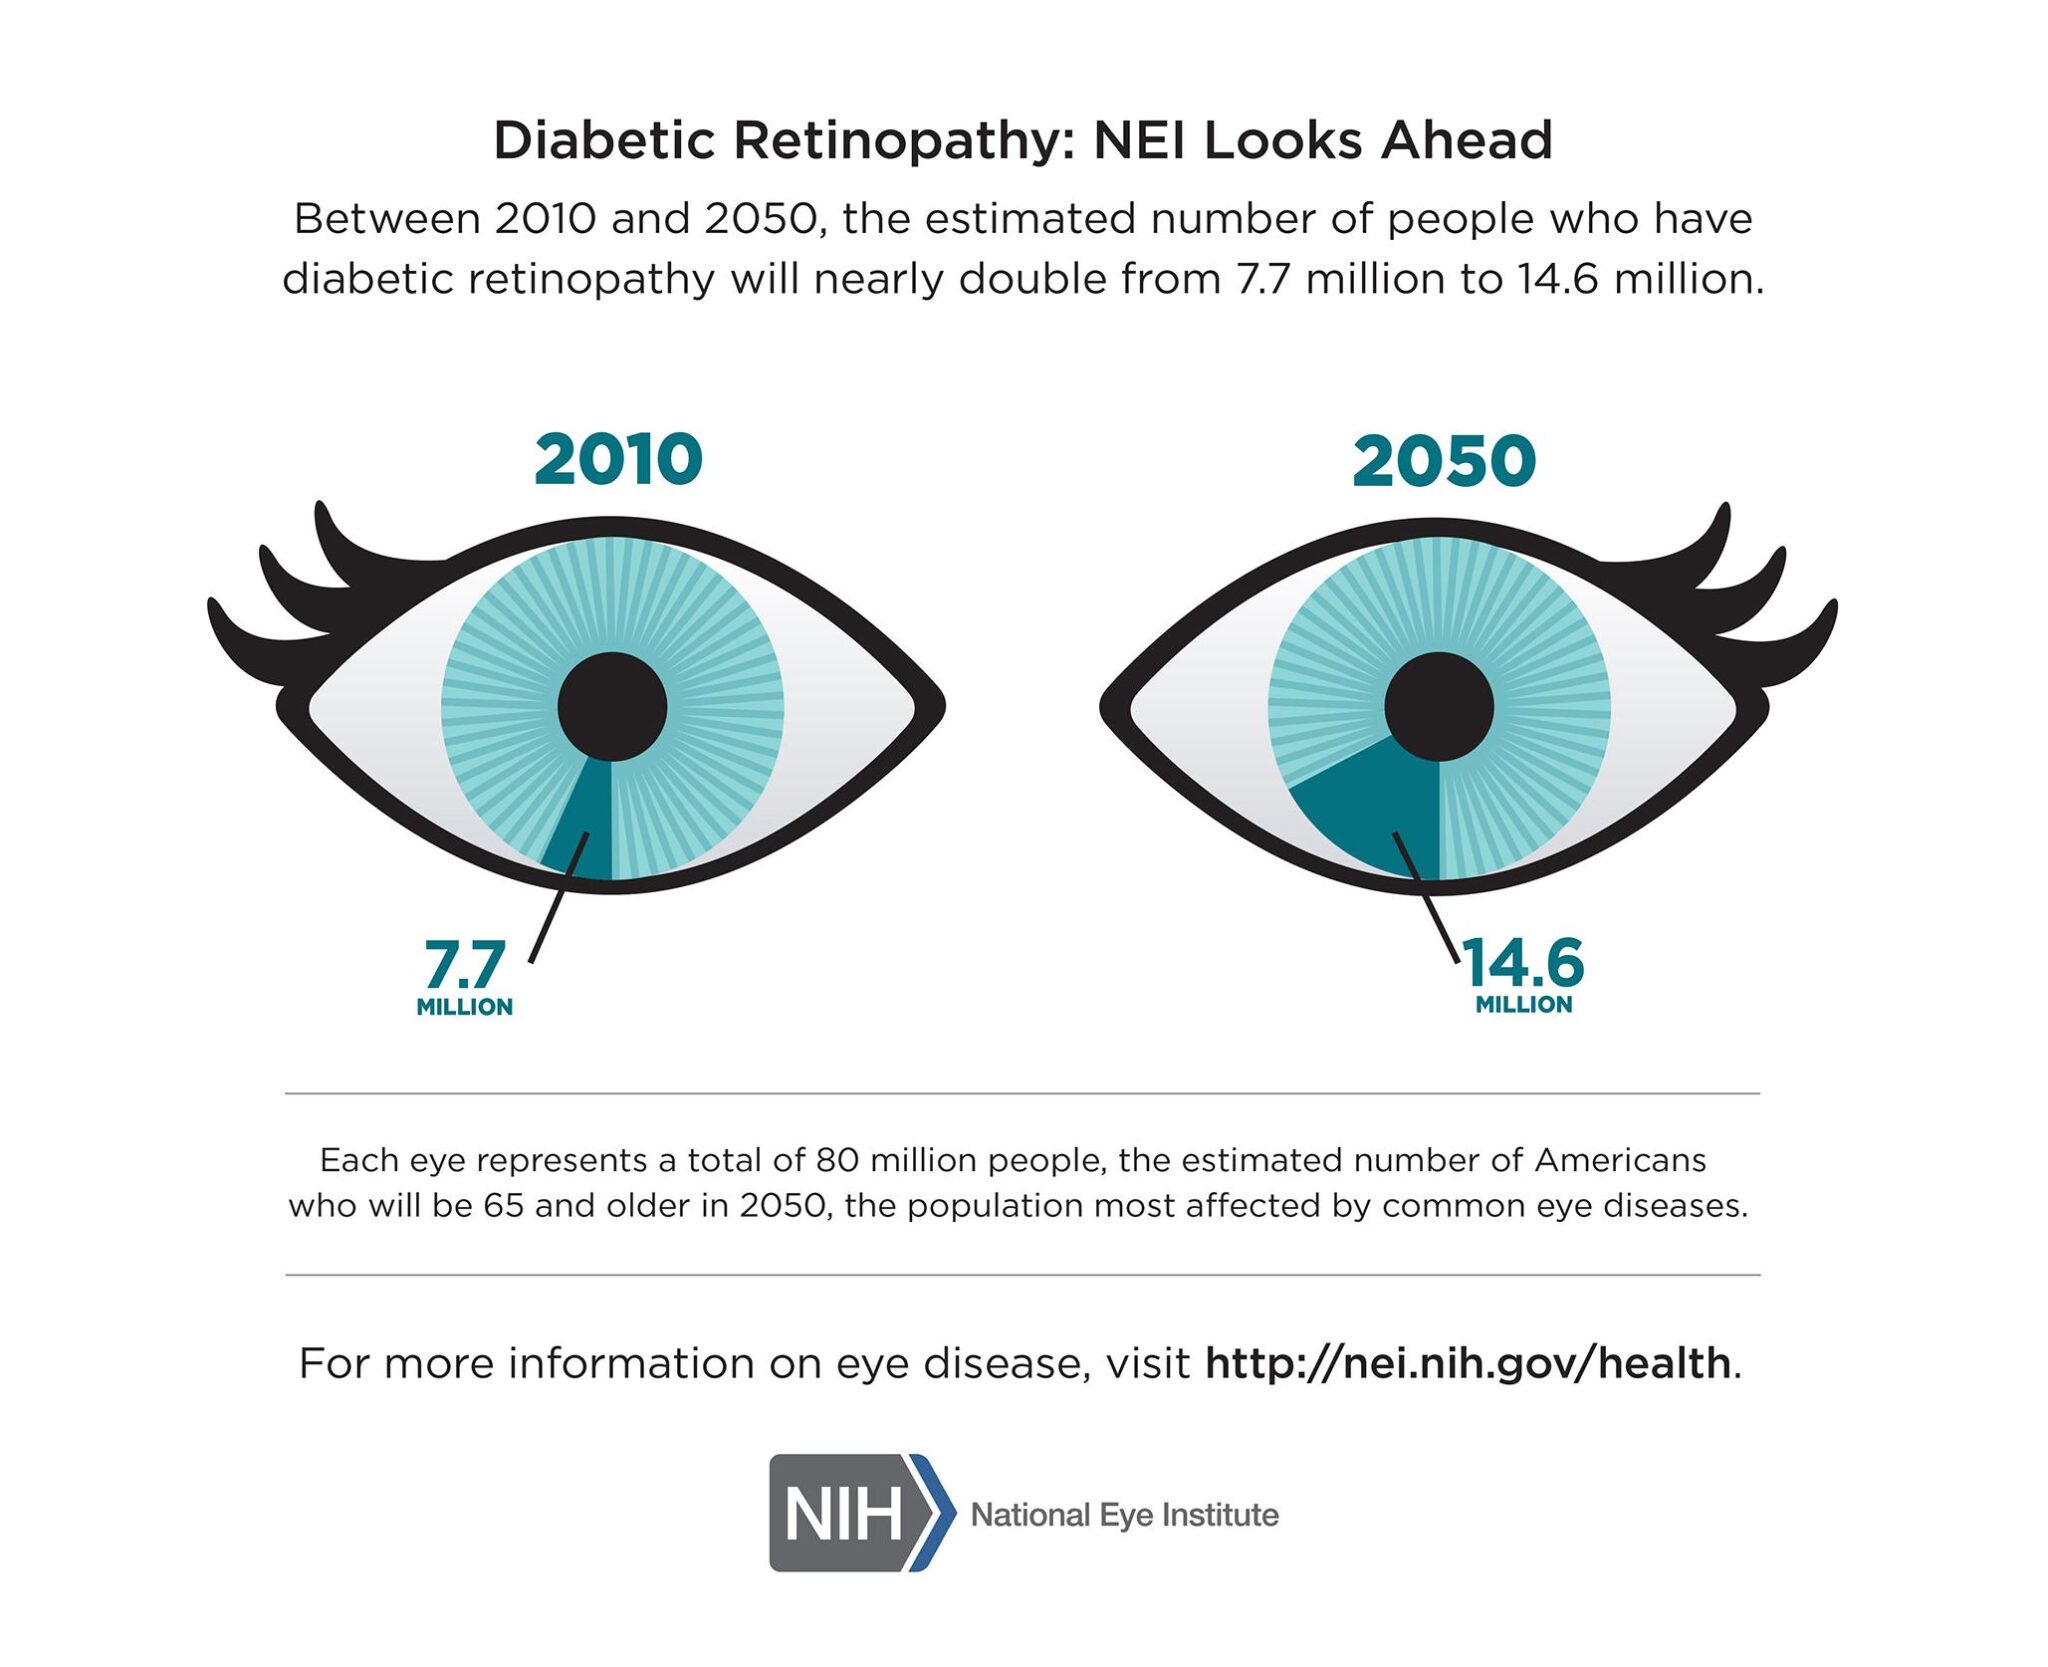 Diabetic Retinopathy: NEI Looks Ahead
Between 2010 and 2050, the estimated number of people who have
diabetic retinopathy will nearly double from 7.7 million to 14.6 million.
2010
2050
7.7
MILLION
14.6
MILLION
Each eye represents a total of 80 million people, the estimated number of Americans
who will be 65 and older in 2050, the population most affected by common eye diseases.
For more information on eye disease, visit http://nei.nih.gov/health.
NIH
National Eye Institute